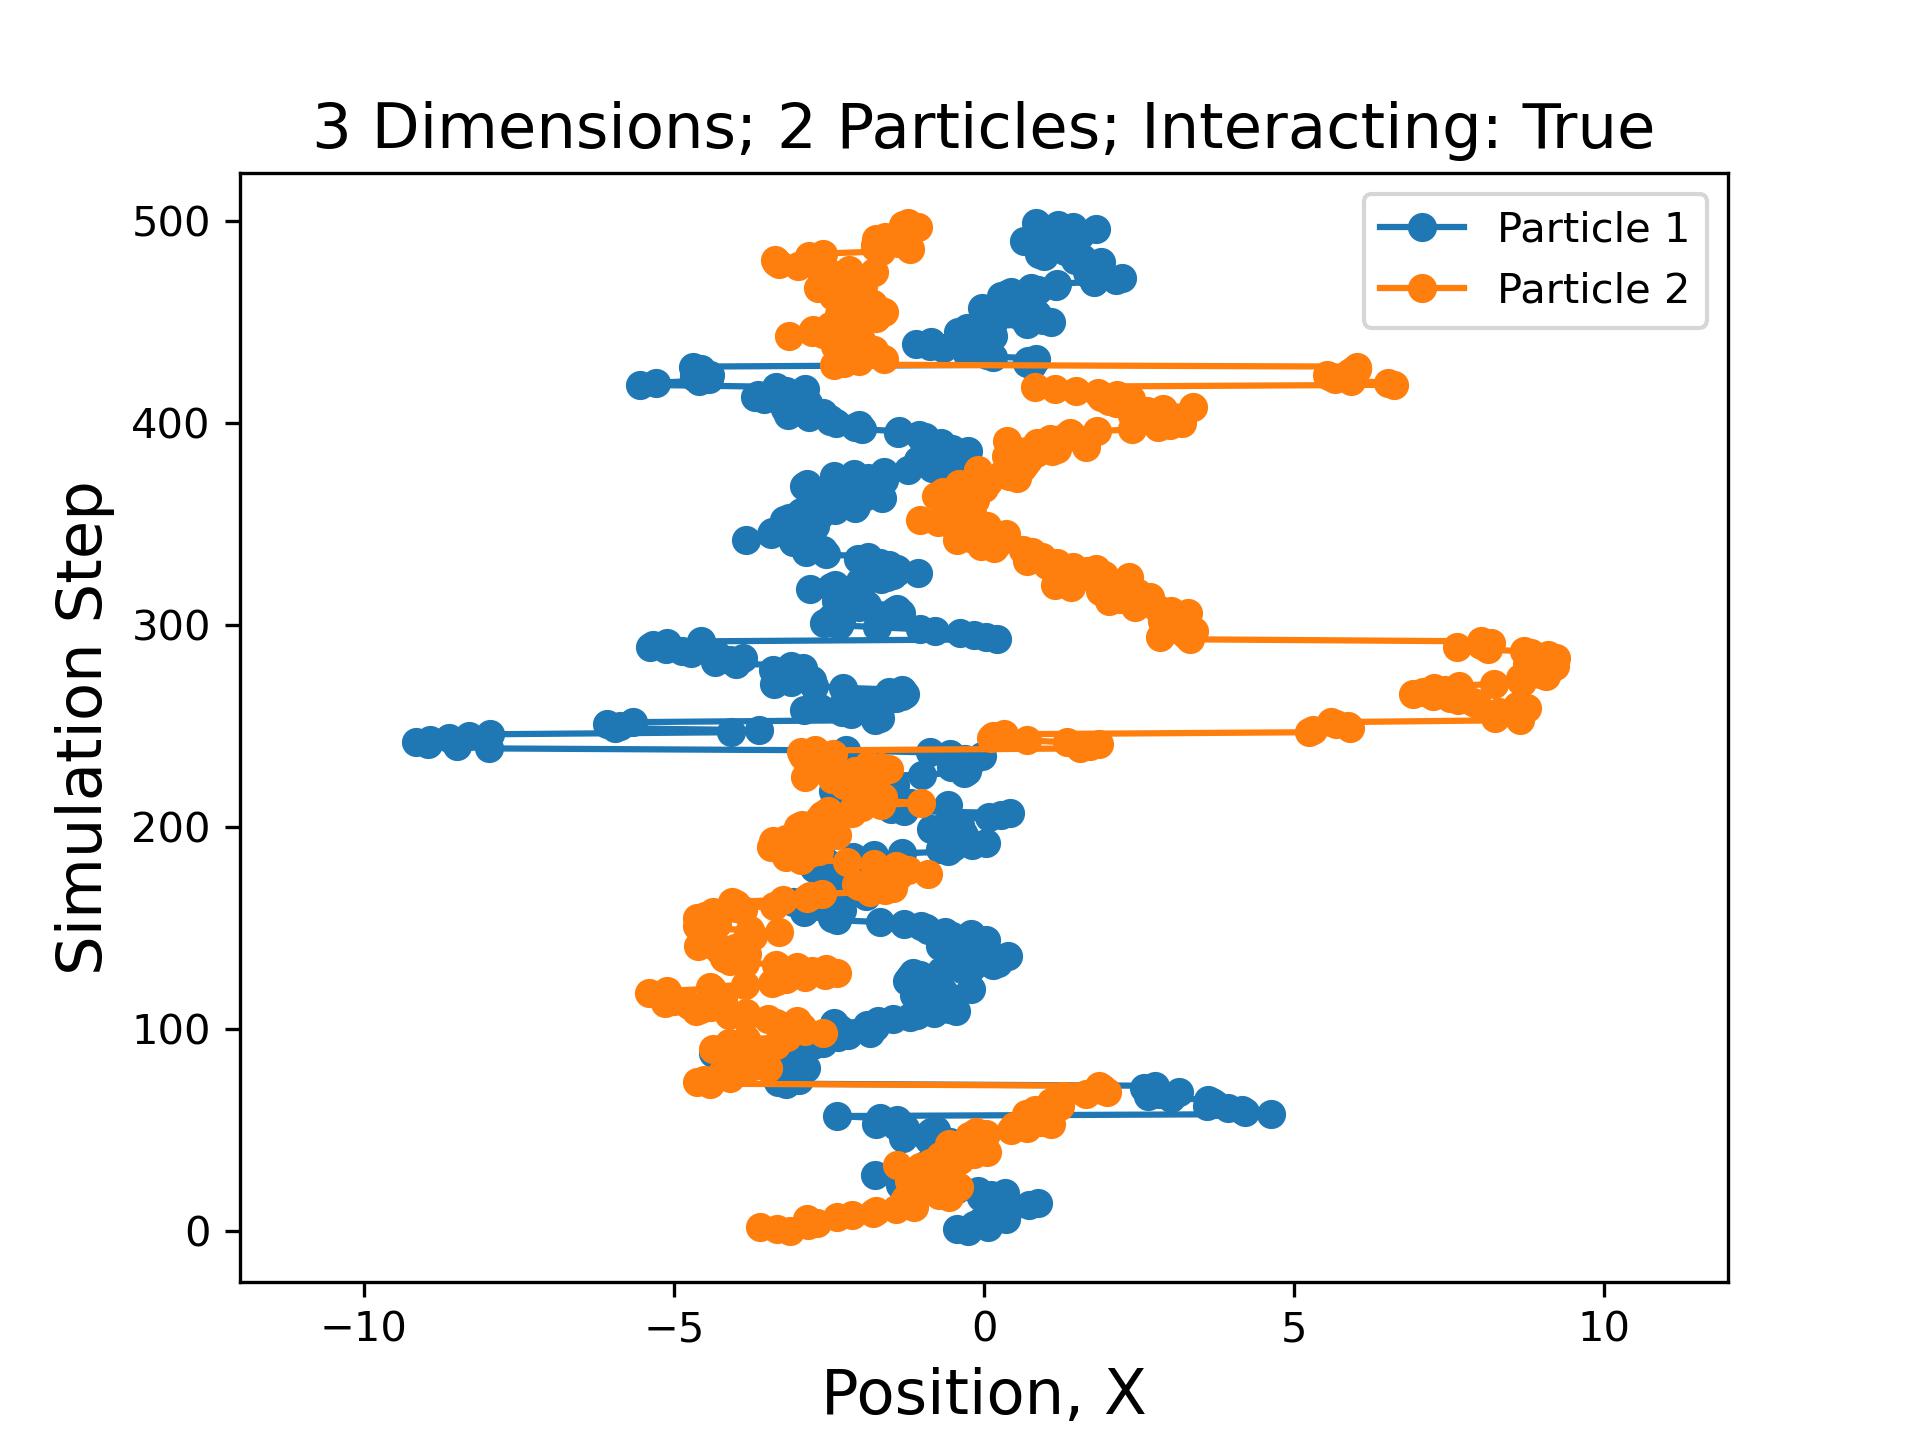 3 Dimensions; 2 Particles; Interacting: True
Particle 1
Particle 2
Simulation Step
500
400
300
200
100
0
−10
−5
0
5
10
Position, X